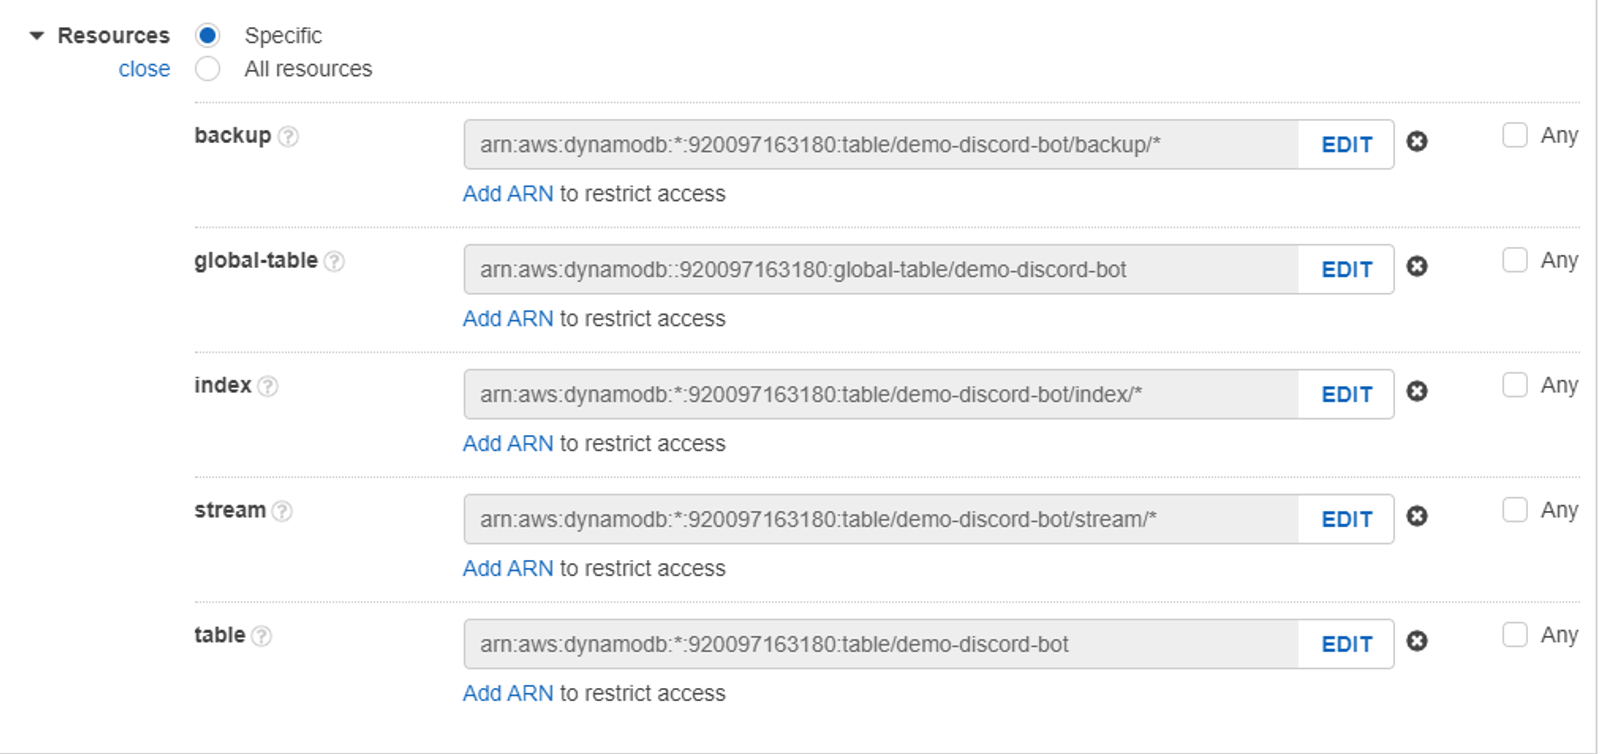 Resources Specific
close All resources
backup ? arn:aws:dynamodb:*:920097163180:table/demo-discord-bot/backup/* EDIT Any
Add ARN to restrict access
global-table ? arn:aws:dynamodb::920097163180:global-table/demo-discord-bot EDIT Any
Add ARN to restrict access
index ? arn:aws:dynamodb:*:920097163180:table/demo-discord-bot/index/* EDIT Any
Add ARN to restrict access
stream ? arn:aws:dynamodb:*:920097163180:table/demo-discord-bot/stream/* EDIT Any
Add ARN to restrict access
table ? arn:aws:dynamodb:*:920097163180:table/demo-discord-bot EDIT Any
Add ARN to restrict access